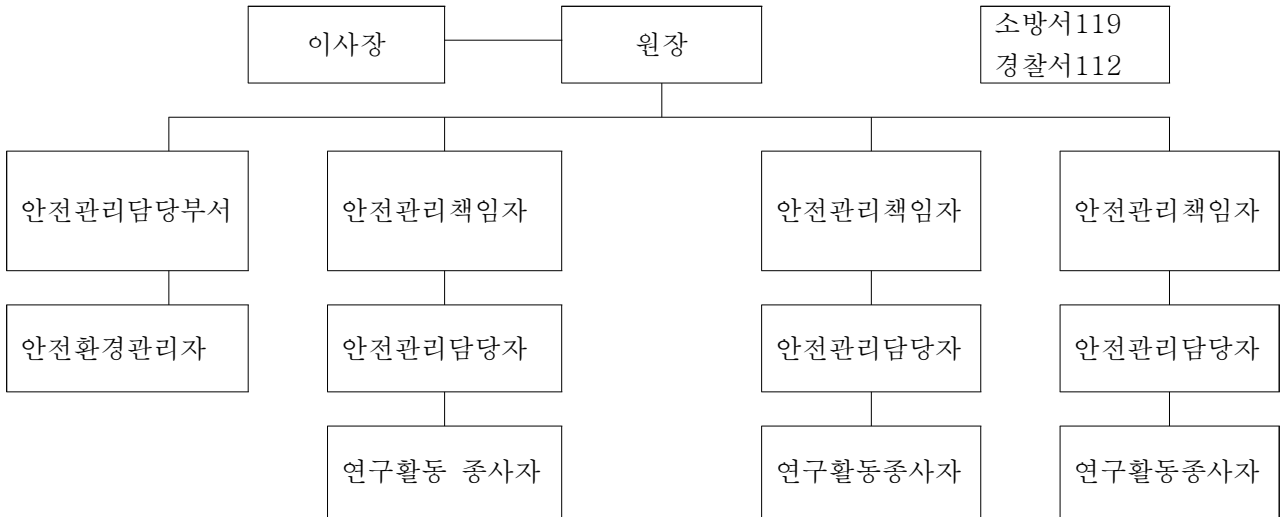 이사장
원장
소방서119
경찰서112
안전관리담당부서
안전관리책임자
안전관리책임자
안전관리책임자
안전환경관리자
안전관리담당자
안전관리담당자
안전관리담당자
연구활동 종사자
연구활동종사자
연구활동종사자